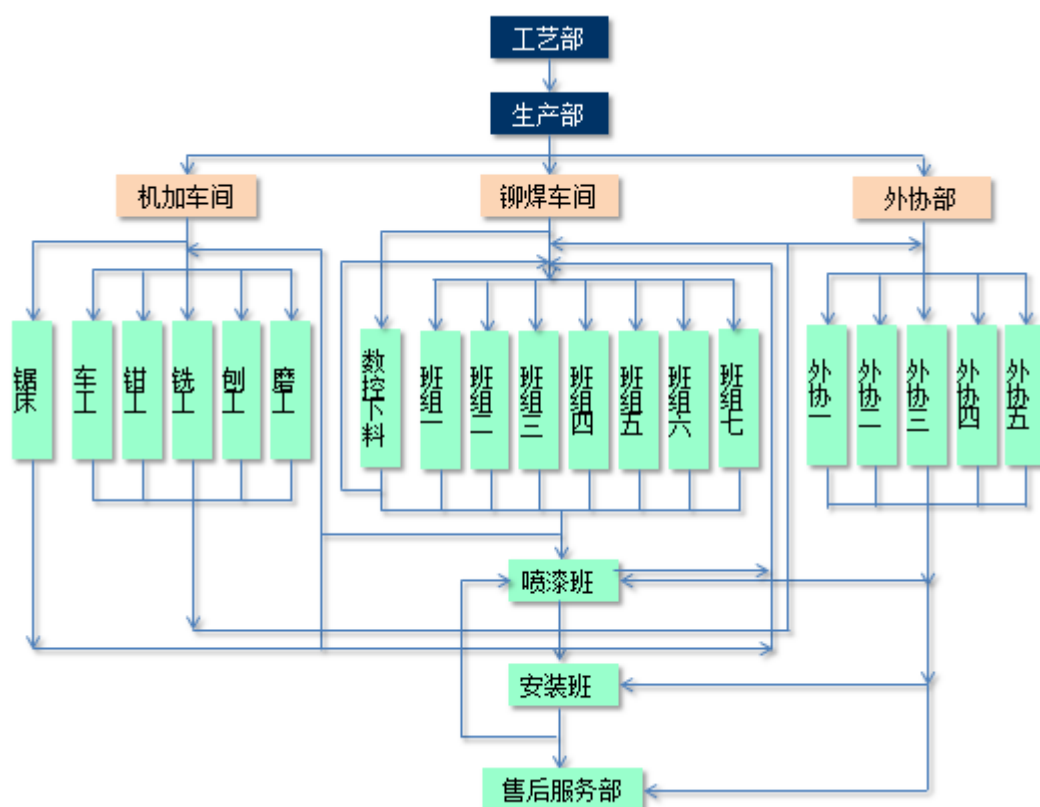 工艺部
生产部
机加车间
铆焊车间
外协部
锯床
车工
钳工
铣工
刨工
磨工
数控下料
班组一
班组二
班组三
班组四
班组五
班组六
班组七
外协一
外协二
外协三
外协四
外协五
喷漆班
安装班
售后服务部